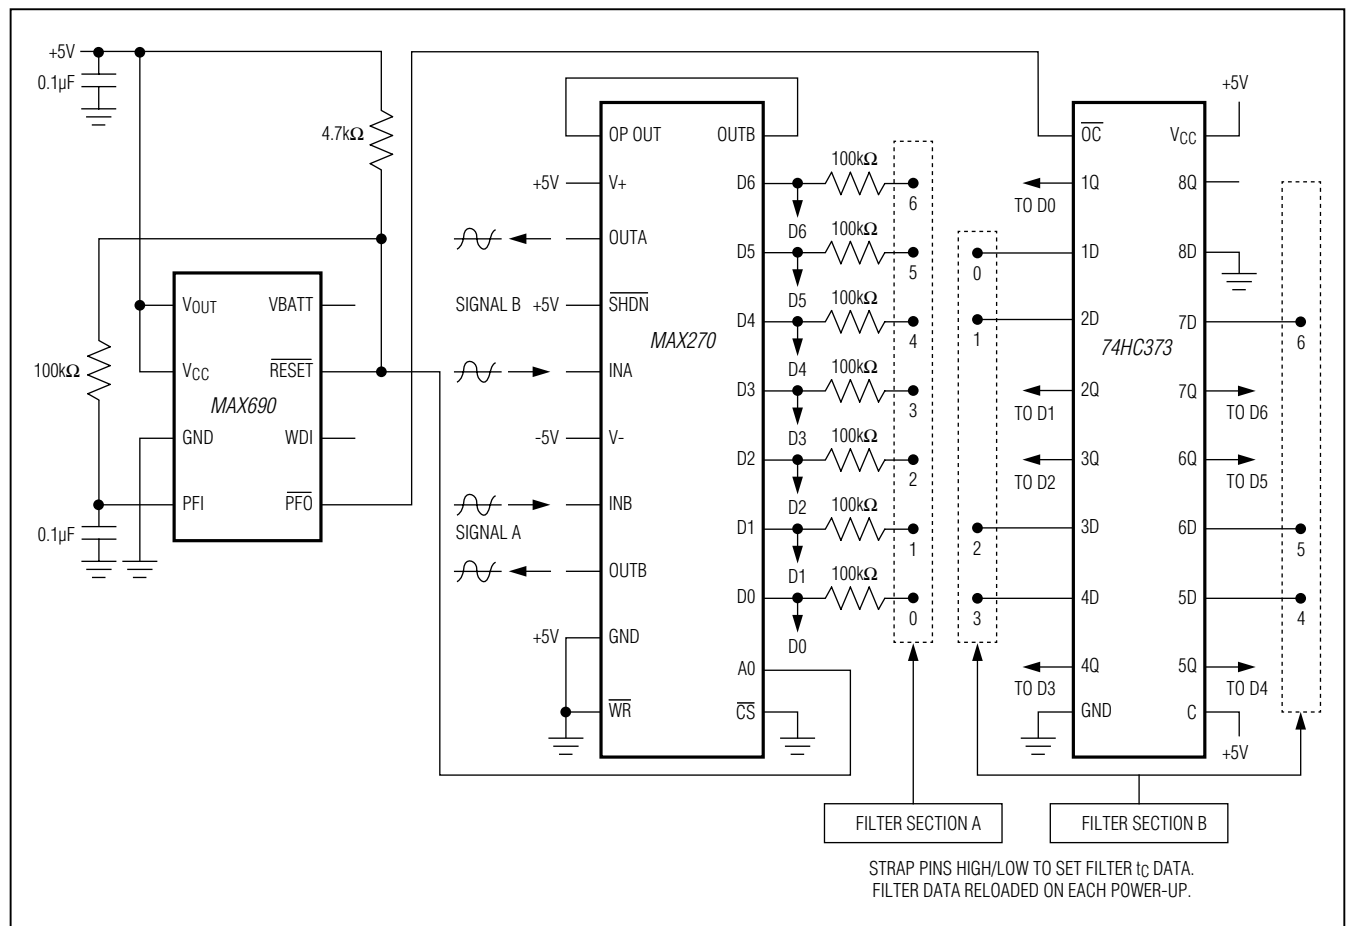 +5V
0.1µF
4.7kΩ
100kΩ
0.1µF
VOUT
VCC
GND
PFI
MAX690
VBATT
RESET
WDI
PFO
+5V
SIGNAL B +5V
-5V
SIGNAL A
+5V
OP OUT
V+
OUTA
SHDN
INA
V-
INB
OUTB
GND
WR
MAX270
OUTB
D6
D5
D4
D3
D2
D1
D0
A0
CS
100kΩ
D6
6
100kΩ
D5
5
100kΩ
D4
4
100kΩ
D3
3
100kΩ
D2
2
100kΩ
D1
1
100kΩ
D0
0
TO D0
0
1
TO D1
TO D2
2
3
TO D3
OC
1Q
1D
2D
2Q
3Q
3D
4D
4Q
GND
74HC373
+5V
VCC
8Q
8D
7D
7Q
6Q
6D
5D
5Q
C
6
TO D6
TO D5
5
4
TO D4
+5V
FILTER SECTION A
FILTER SECTION B
STRAP PINS HIGH/LOW TO SET FILTER tC DATA.
FILTER DATA RELOADED ON EACH POWER-UP.